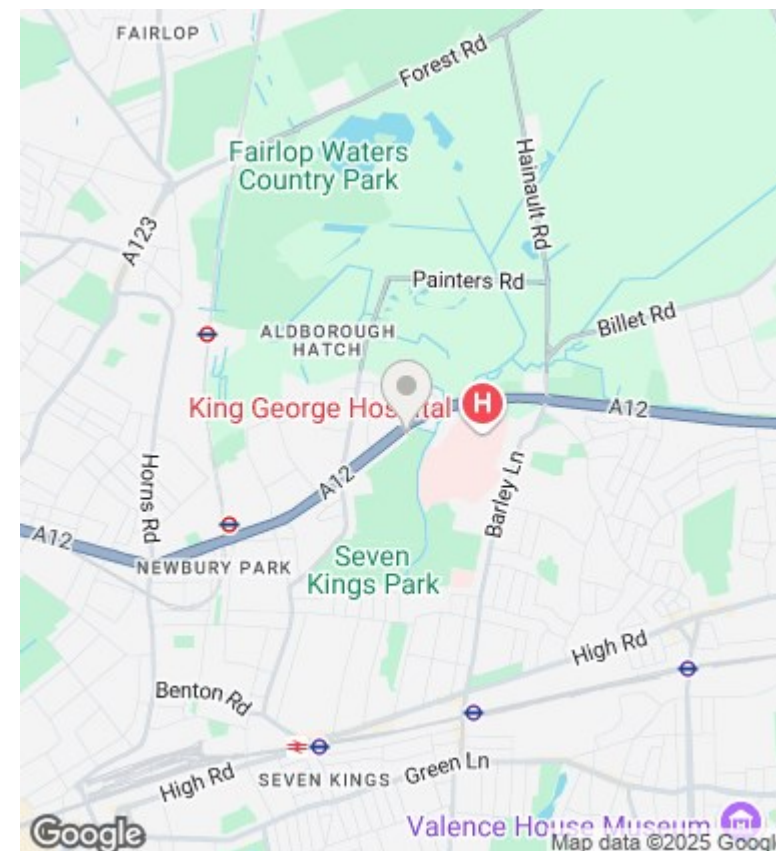 FAIRLOP
Forest Rd
Fairlop Waters
Country Park
Hainault Rd
A123
Painters Rd
Billet Rd
ALDBOROUGH
HATCH
King George Hospital
H
A12
A12
Horns Rd
Barley Ln
A12
NEWBURY PARK
Seven
Kings Park
High Rd
Benton Rd
High Rd
SEVEN KINGS
Green Ln
Valence House Museum
Google
Map data ©2025 Googl